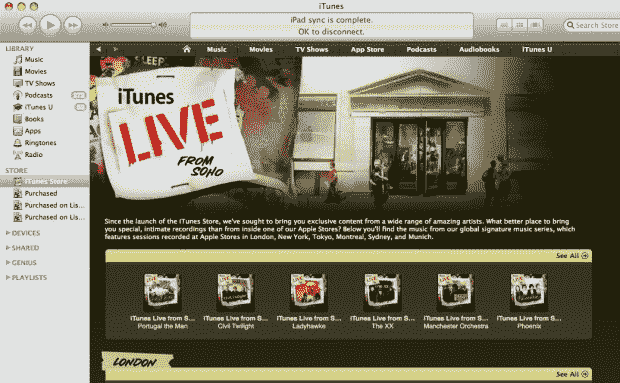 iTunes
iPad sync is complete.
OK to disconnect.
Search Store
LIBRARY
Music
Movies
TV Shows
Podcasts
iTunes U
Books
Apps
Ringtones
Radio
STORE
iTunes Store
Purchased
Purchased on Lis...
Purchased on Lis...
DEVICES
SHARED
GENIUS
PLAYLISTS
Music Movies TV Shows App Store Podcasts Audiobooks iTunes U
SLEEP
iTunes
LIVE
FROM
SOHO
Since the launch of the iTunes Store, we've sought to bring you exclusive content from a wide range of amazing artists. What better place to bring
you special, intimate recordings than from inside one of our Apple Stores? Below you'll find the music from our global signature music series, which
features sessions recorded at Apple Stores in London, New York, Tokyo, Montreal, Sydney, and Munich.
See All
iTunes Live from S... iTunes Live from S... iTunes Live from S... iTunes Live from S... iTunes Live from S... iTunes Live from S...
Portugal the Man Civil Twilight Ladyhawke The XX Manchester Orchestra Phoenix
LONDON
See All